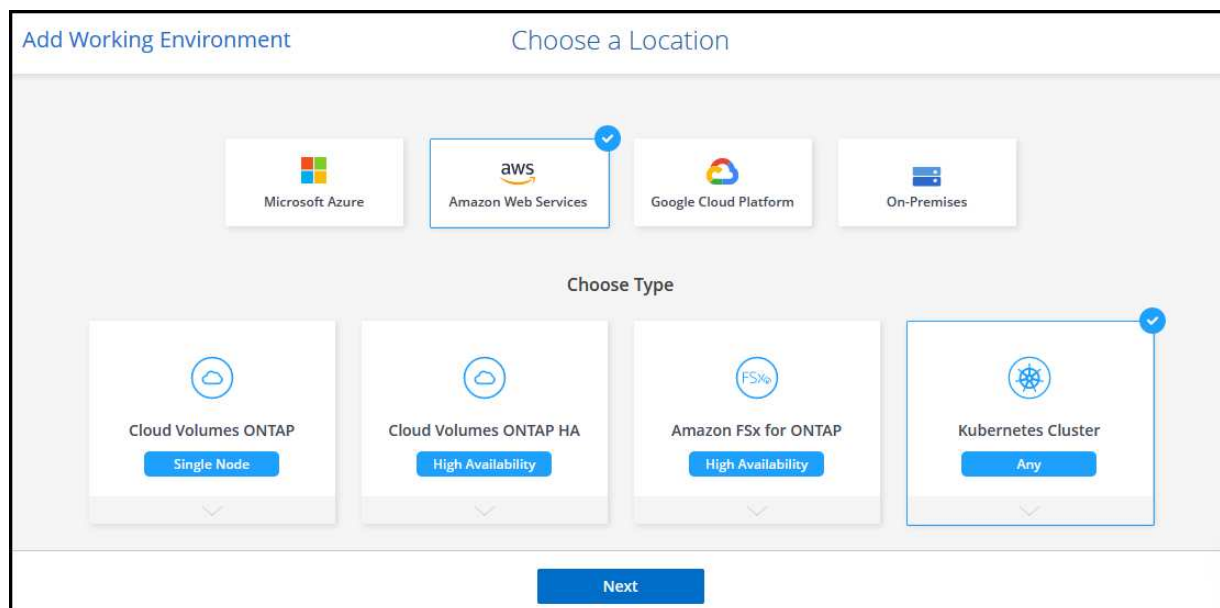 Add Working Environment
Choose a Location
aws
Microsoft Azure
Amazon Web Services
Google Cloud Platform
On-Premises
Choose Type
FSx
Cloud Volumes ONTAP
Cloud Volumes ONTAP HA
Amazon FSx for ONTAP
Kubernetes Cluster
Single Node
High Availability
High Availability
Any
Next